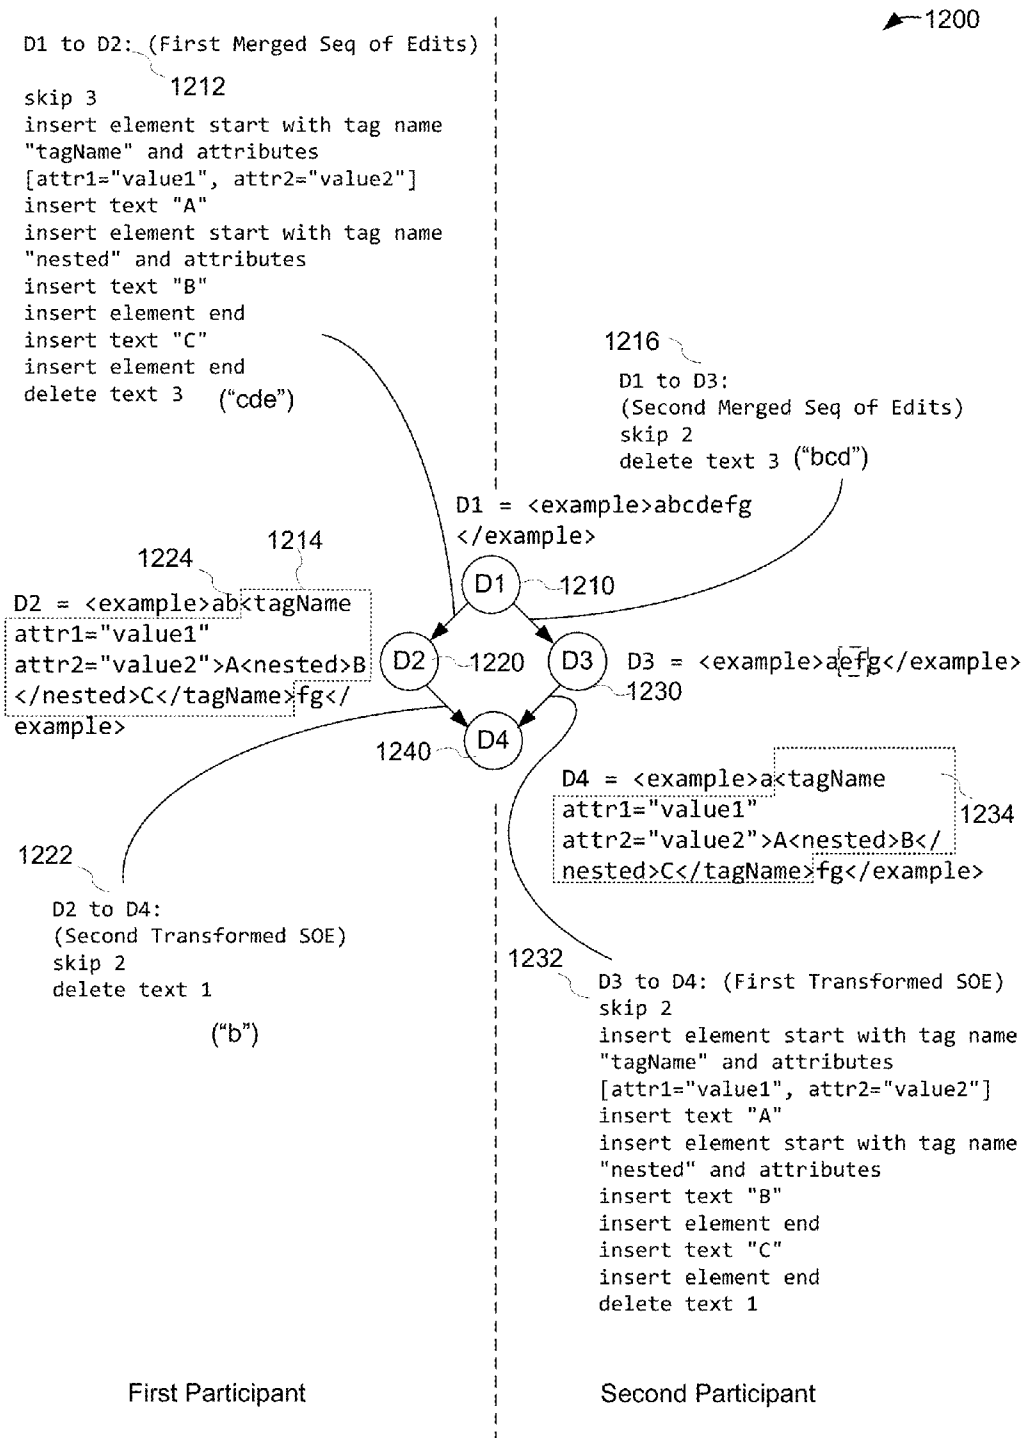 1200
D1 to D2: (First Merged Seq of Edits)
1212
skip 3
insert element start with tag name
"tagName" and attributes
[attr1="value1", attr2="value2"]
insert text "A"
insert element start with tag name
"nested" and attributes
insert text "B"
insert element end
insert text "C"
insert element end
delete text 3 ("cde")
1216
D1 to D3:
(Second Merged Seq of Edits)
skip 2
delete text 3 ("bcd")
D1 = <example>abcdefg
</example>
1214
1224
D1
1210
D2 = <example>ab<tagName
attr1="value1"
attr2="value2">A<nested>B
</nested>C</tagName>fg</
example>
D2
1220
D3
D3 = <example>aefg</example>
1230
D4
1240
D4 = <example>a<tagName
attr1="value1"
attr2="value2">A<nested>B</
nested>C</tagName>fg</example>
1234
1222
D2 to D4:
(Second Transformed SOE)
skip 2
delete text 1
("b")
1232
D3 to D4: (First Transformed SOE)
skip 2
insert element start with tag name
"tagName" and attributes
[attr1="value1", attr2="value2"]
insert text "A"
insert element start with tag name
"nested" and attributes
insert text "B"
insert element end
insert text "C"
insert element end
delete text 1
First Participant
Second Participant